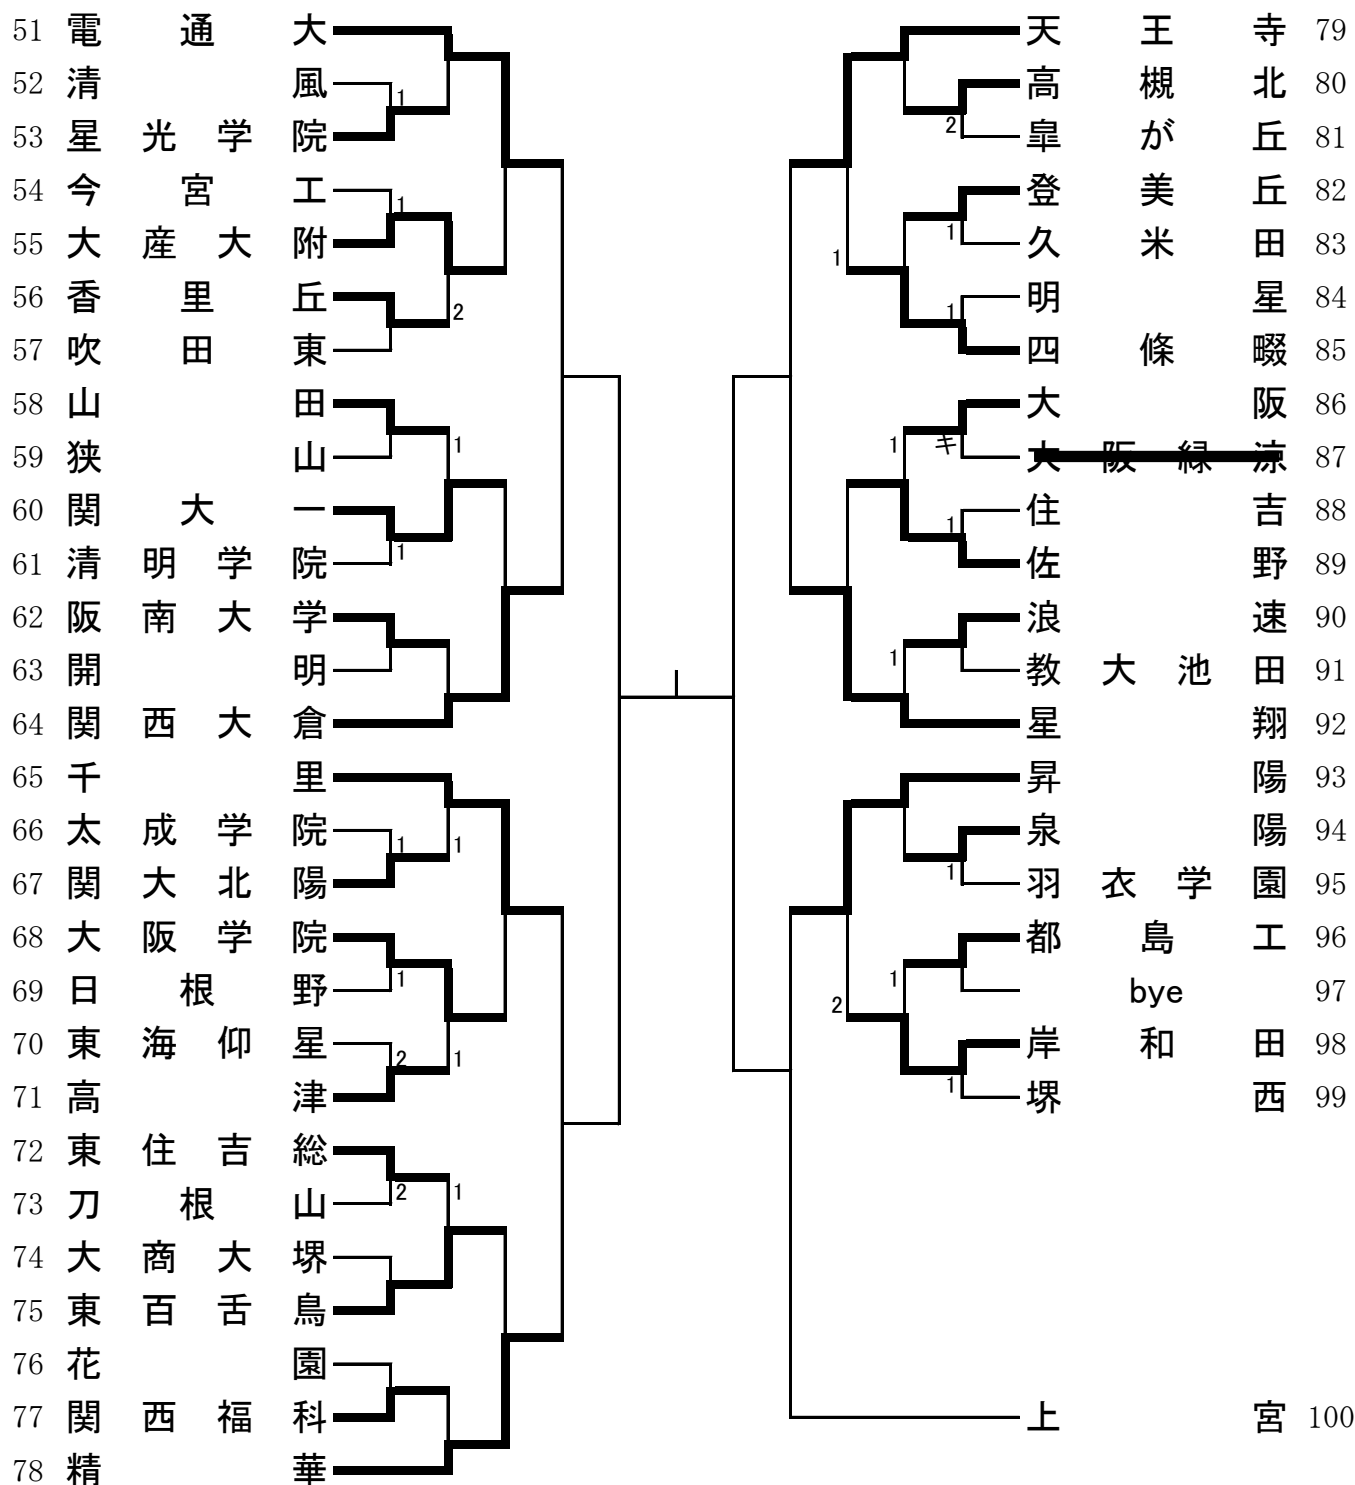 51 電通大
52 清風
53 星光学院
54 今宮工
55 大産大附
56 香里丘
57 吹田東
58 山田
59 狭山
60 関大一
61 清明学院
62 阪南大学
63 開明
64 関西大倉
65 千里
66 太成学院
67 関大北陽
68 大阪学院
69 日根野
70 東海仰星
71 高津
72 東住吉総
73 刀根山
74 大商大堺
75 東百舌鳥
76 花園
77 関西福科
78 精華
1
1
2
1
1
1
1
1
2
1
2
1
天王寺 79
高槻北 80
皐が丘 81
登美丘 82
久米田 83
明星 84
四條畷 85
大阪 86
大阪緑涼 87
住吉 88
佐野 89
浪速 90
教大池田 91
星翔 92
昇陽 93
泉陽 94
羽衣学園 95
都島工 96
bye 97
岸和田 98
堺西 99
上宮 100
2
1
1
1
1
キ
1
1
1
1
2
1